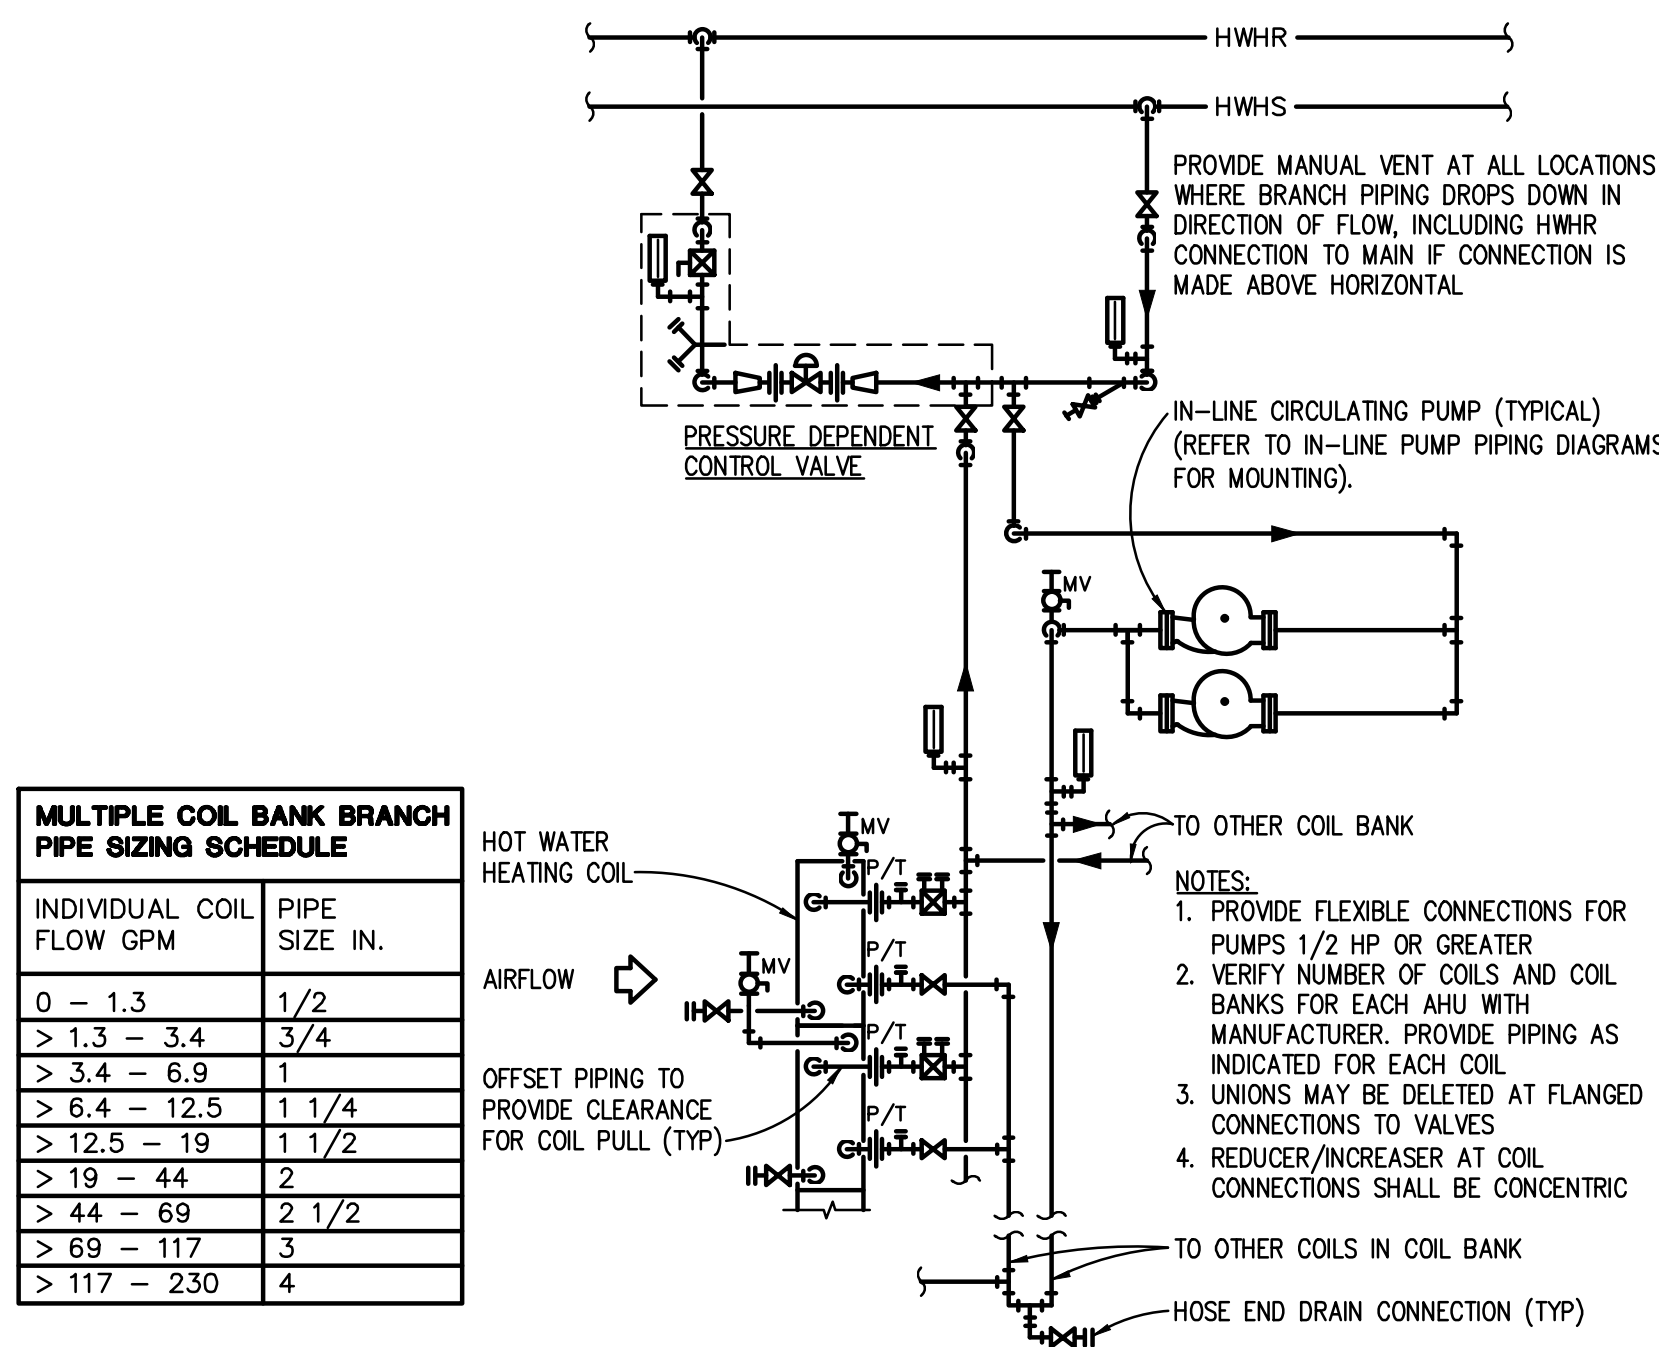 HWHR
HWHS
PROVIDE MANUAL VENT AT ALL LOCATIONS
WHERE BRANCH PIPING DROPS DOWN IN
DIRECTION OF FLOW, INCLUDING HWHR
CONNECTION TO MAIN IF CONNECTION IS
MADE ABOVE HORIZONTAL
PRESSURE DEPENDENT
CONTROL VALVE
IN-LINE CIRCULATING PUMP (TYPICAL)
(REFER TO IN-LINE PUMP PIPING DIAGRAMS
FOR MOUNTING).
MV
MULTIPLE COIL BANK BRANCH
PIPE SIZING SCHEDULE
INDIVIDUAL COIL FLOW GPM | PIPE SIZE IN.
0 - 1.3 | 1/2
> 1.3 - 3.4 | 3/4
> 3.4 - 6.9 | 1
> 6.4 - 12.5 | 1 1/4
> 12.5 - 19 | 1 1/2
> 19 - 44 | 2
> 44 - 69 | 2 1/2
> 69 - 117 | 3
> 117 - 230 | 4
HOT WATER
HEATING COIL
MV
P/T
AIRFLOW
MV
P/T
P/T
OFFSET PIPING TO
PROVIDE CLEARANCE
FOR COIL PULL (TYP)
P/T
TO OTHER COIL BANK
NOTES:
1. PROVIDE FLEXIBLE CONNECTIONS FOR
PUMPS 1/2 HP OR GREATER
2. VERIFY NUMBER OF COILS AND COIL
BANKS FOR EACH AHU WITH
MANUFACTURER. PROVIDE PIPING AS
INDICATED FOR EACH COIL
3. UNIONS MAY BE DELETED AT FLANGED
CONNECTIONS TO VALVES
4. REDUCER/INCREASER AT COIL
CONNECTIONS SHALL BE CONCENTRIC
TO OTHER COILS IN COIL BANK
HOSE END DRAIN CONNECTION (TYP)